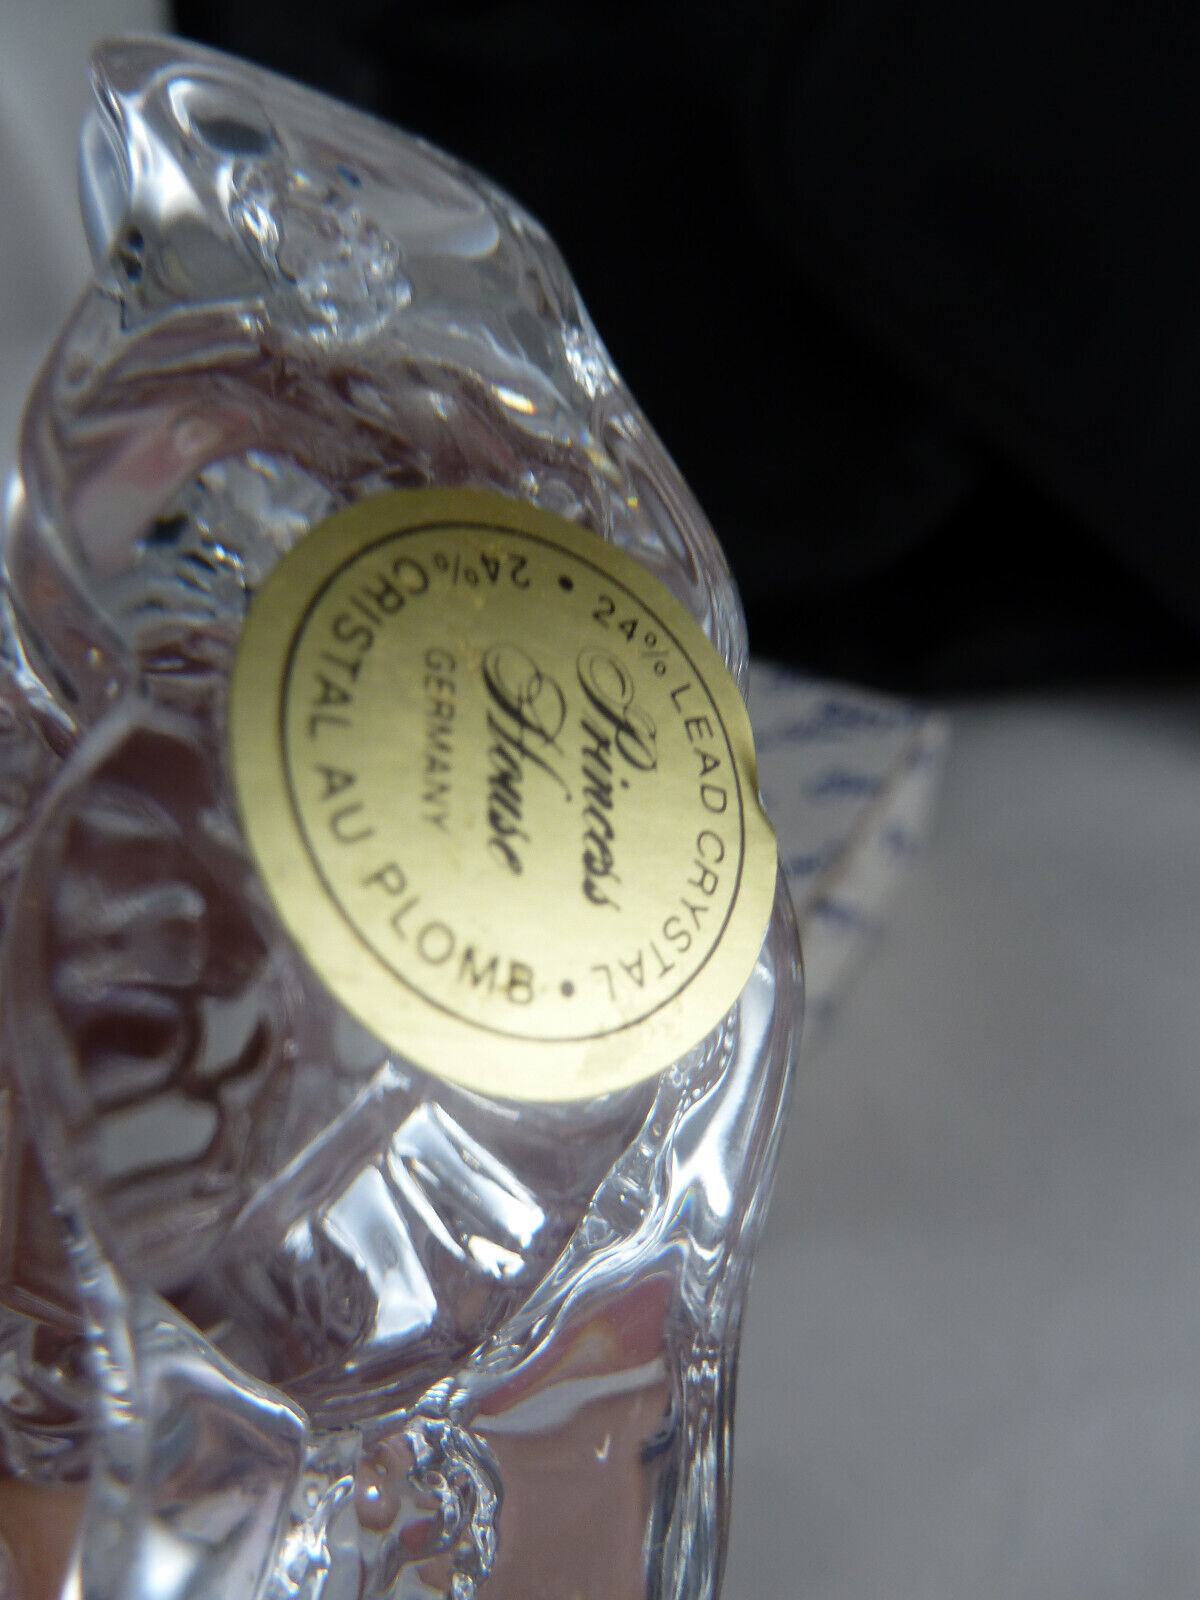 24% LEAD CRYSTAL
Princess
House
GERMANY
24% CRISTAL AU PLOMB